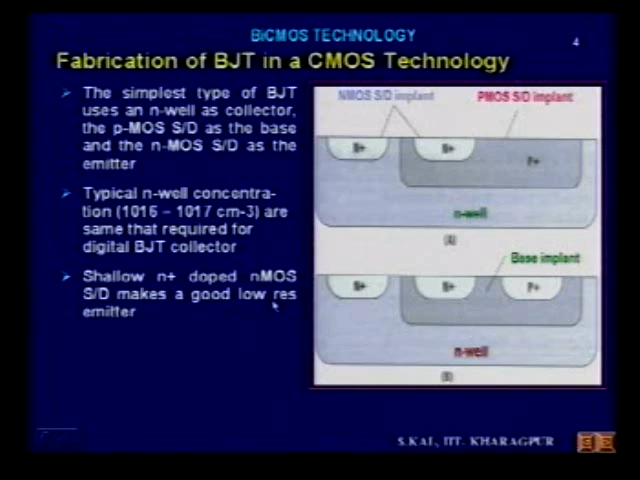 BiCMOS TECHNOLOGY
4
Fabrication of BJT in a CMOS Technology
The simplest type of BJT
uses an n-well as collector,
the p-MOS S/D as the base
and the n-MOS S/D as the
emitter
Typical n-well concentra-
tion (1016 – 1017 cm-3) are
same that required for
digital BJT collector
Shallow n+ doped nMOS
S/D makes a good low res
emitter
NMOS S/D implant
PMOS S/D implant
N+
N+
P+
n-well
(A)
Base implant
N+
N+
P+
n-well
(B)
S.KAL, IIT- KHARAGPUR